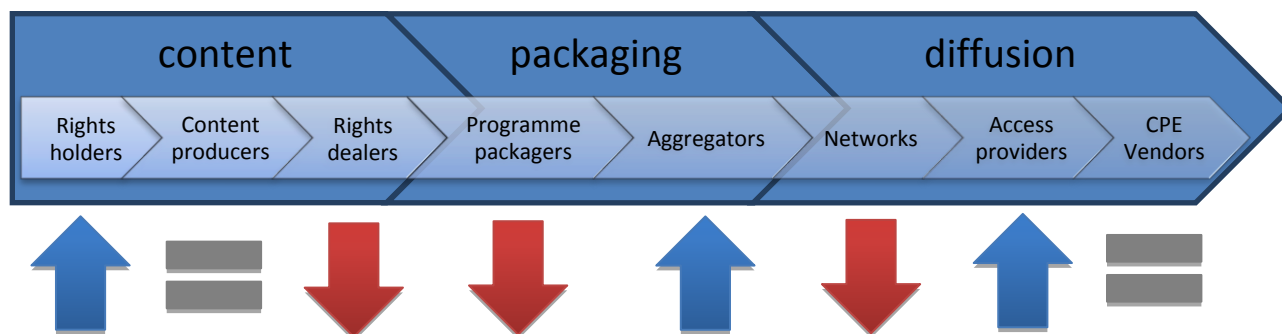 content
packaging
diffusion
Rights
holders
Content
producers
Rights
dealers
Programme
packagers
Aggregators
Networks
Access
providers
CPE
Vendors